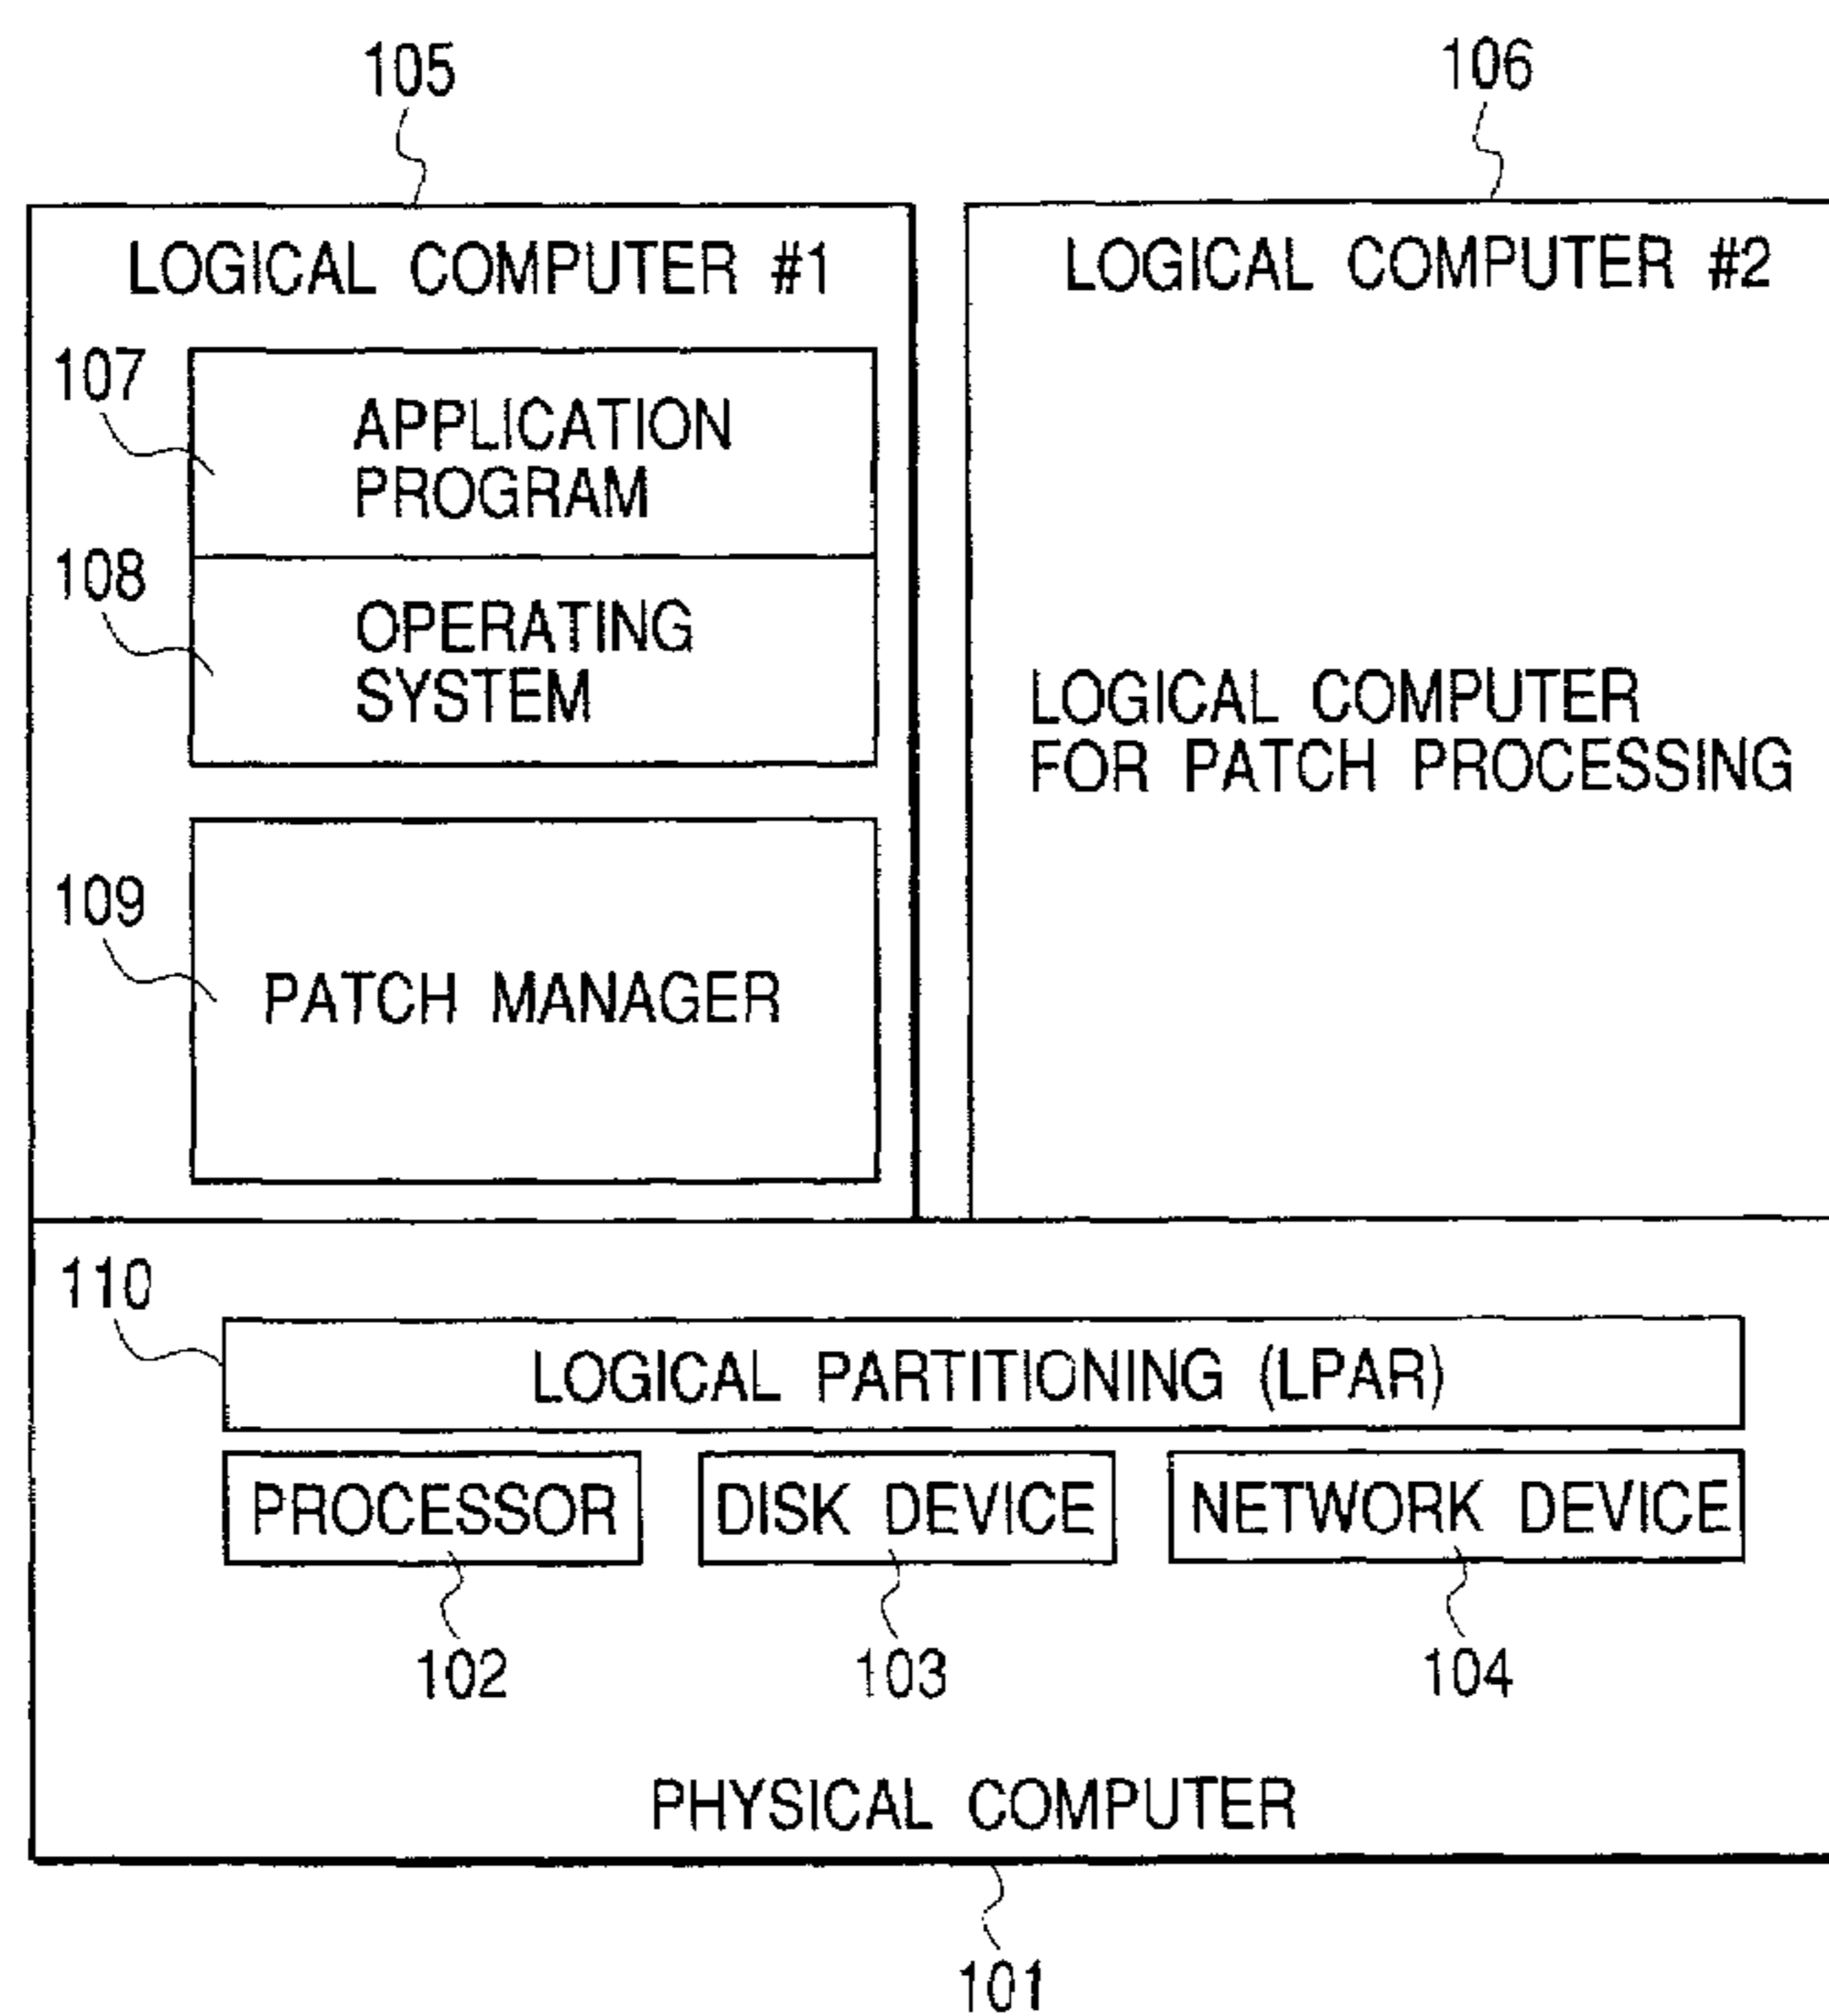 105
106
LOGICAL COMPUTER #1
LOGICAL COMPUTER #2
107
APPLICATION
PROGRAM
108
OPERATING
SYSTEM
LOGICAL COMPUTER
FOR PATCH PROCESSING
109
PATCH MANAGER
110
LOGICAL PARTITIONING (LPAR)
PROCESSOR
DISK DEVICE
NETWORK DEVICE
102
103
104
PHYSICAL COMPUTER
101